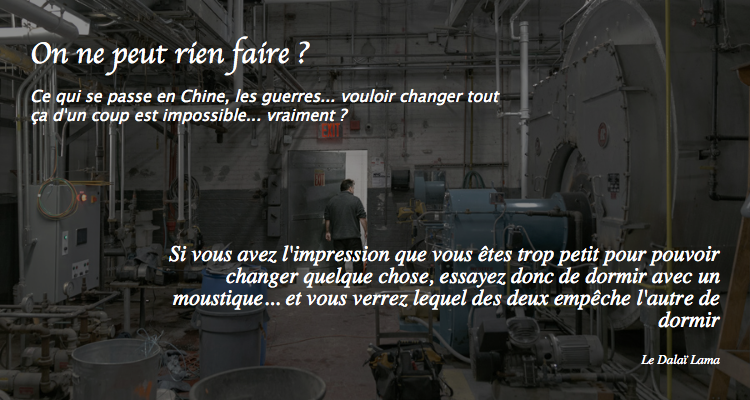 On ne peut rien faire ?
Ce qui se passe en Chine, les guerres... vouloir changer tout
ça d'un coup est impossible... vraiment ?
EXIT
Si vous avez l'impression que vous êtes trop petit pour pouvoir
changer quelque chose, essayez donc de dormir avec un
moustique... et vous verrez lequel des deux empêche l'autre de
dormir
Le Dalaï Lama